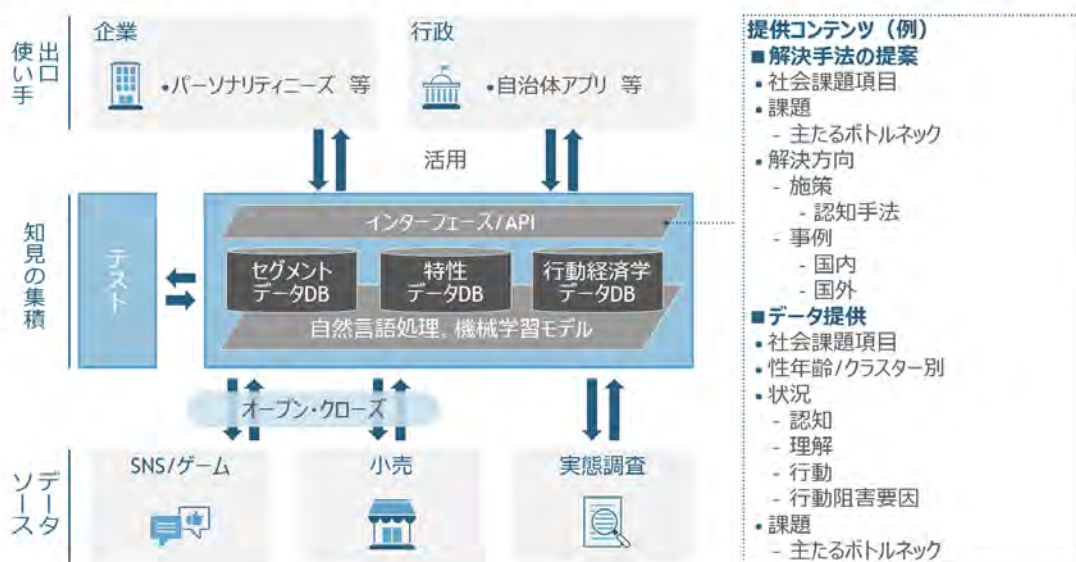 出口
使い手
企業
•パーソナリティニーズ 等
行政
•自治体アプリ 等
活用
知見の集積
テスト
インターフェース/API
セグメント
データDB
特性
データDB
行動経済学
データDB
自然言語処理、機械学習モデル
オープン・クローズ
データ
ソース
SNS/ゲーム
小売
実態調査
提供コンテンツ（例）
■解決手法の提案
•社会課題項目
•課題
- 主たるボトルネック
•解決方向
- 施策
- 認知手法
- 事例
- 国内
- 国外
■データ提供
•社会課題項目
•性年齢/クラスター別
•状況
- 認知
- 理解
- 行動
- 行動阻害要因
•課題
- 主たるボトルネック